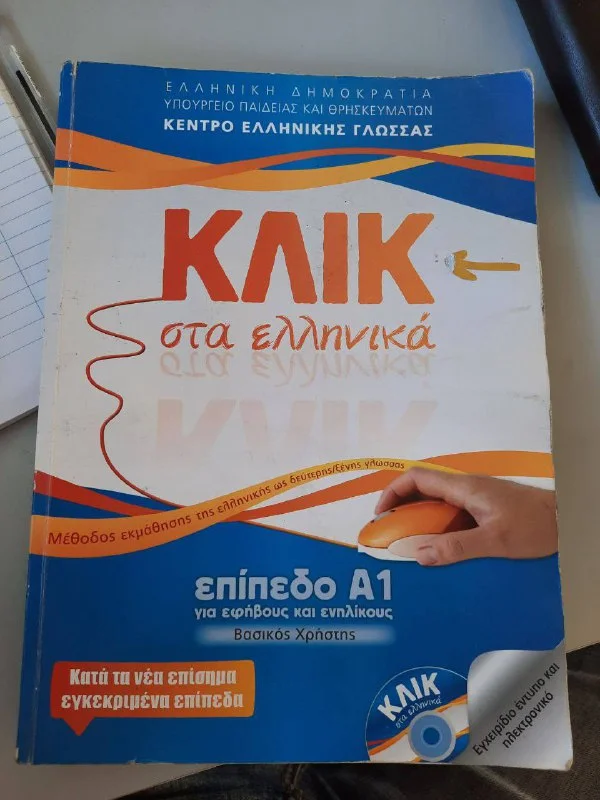 ΕΛΛΗΝΙΚΗ ΔΗΜΟΚΡΑΤΙΑ
ΥΠΟΥΡΓΕΙΟ ΠΑΙΔΕΙΑΣ ΚΑΙ ΘΡΗΣΚΕΥΜΑΤΩΝ
ΚΕΝΤΡΟ ΕΛΛΗΝΙΚΗΣ ΓΛΩΣΣΑΣ
ΚΛΙΚ
στα ελληνικά
Μέθοδος εκμάθησης της ελληνικής ως δεύτερης/ξένης γλώσσας
επίπεδο Α1
για εφήβους και ενηλίκους
Βασικός Χρήστης
Κατά τα νέα επίσημα
εγκεκριμένα επίπεδα
ΚΛΙΚ
στα ελληνικά
Εγχειρίδιο έντυπο και
ηλεκτρονικό